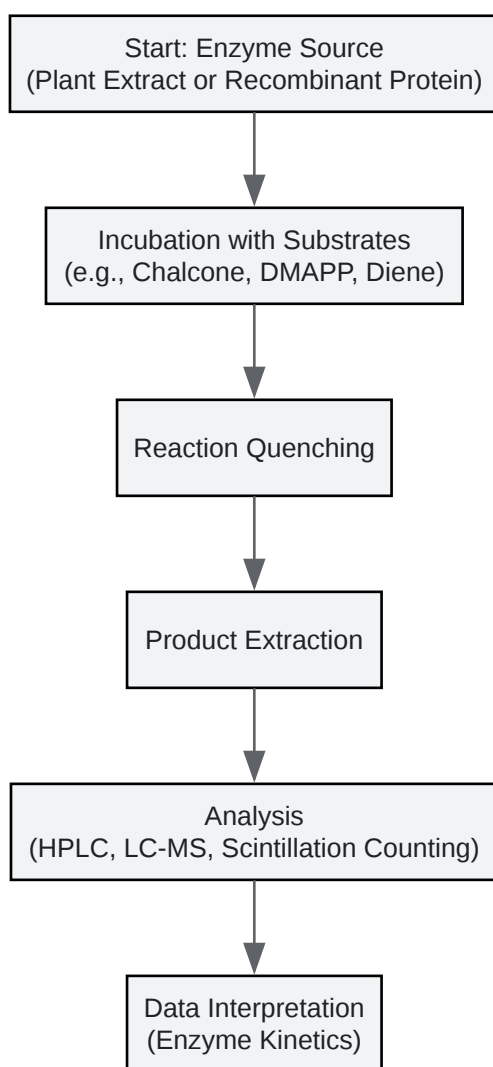 Start: Enzyme Source
(Plant Extract or Recombinant Protein)
Incubation with Substrates
(e.g., Chalcone, DMAPP, Diene)
Reaction Quenching
Product Extraction
Analysis
(HPLC, LC-MS, Scintillation Counting)
Data Interpretation
(Enzyme Kinetics)